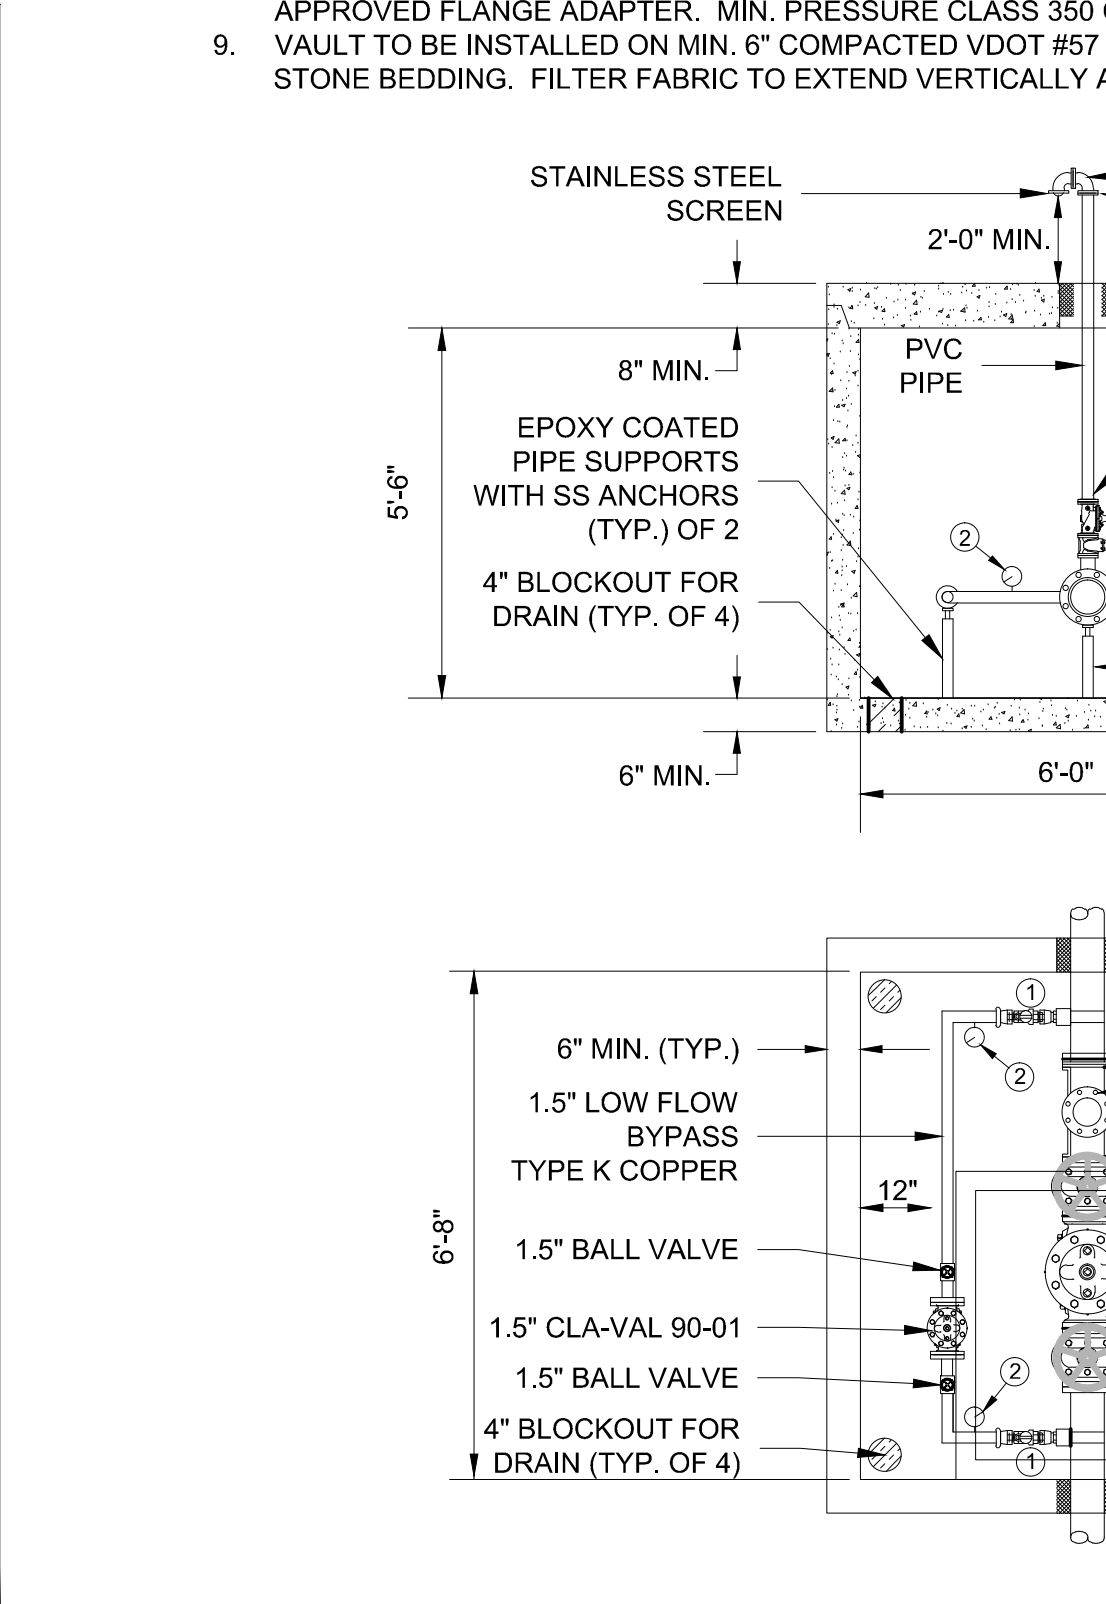 APPROVED FLANGE ADAPTER. MIN. PRESSURE CLASS 350
9. VAULT TO BE INSTALLED ON MIN. 6" COMPACTED VDOT #57
STONE BEDDING. FILTER FABRIC TO EXTEND VERTICALLY
STAINLESS STEEL
SCREEN
2'-0" MIN.
8" MIN.
PVC
PIPE
EPOXY COATED
PIPE SUPPORTS
WITH SS ANCHORS
(TYP.) OF 2
5'-6"
2
4" BLOCKOUT FOR
DRAIN (TYP. OF 4)
6" MIN.
6'-0"
1
6" MIN. (TYP.)
2
1.5" LOW FLOW
BYPASS
TYPE K COPPER
12"
6'-8"
1.5" BALL VALVE
1.5" CLA-VAL 90-01
1.5" BALL VALVE
2
4" BLOCKOUT FOR
DRAIN (TYP. OF 4)
1